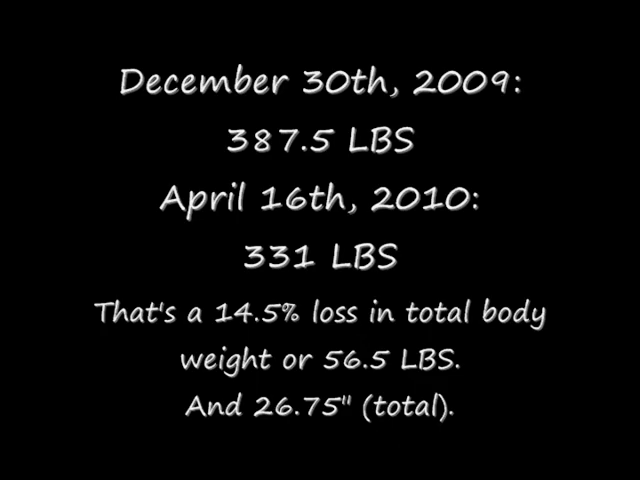 December 30th, 2009:
387.5 LBS
April 16th, 2010:
331 LBS
That's a 14.5% loss in total body
weight or 56.5 LBS.
And 26.75" (total).